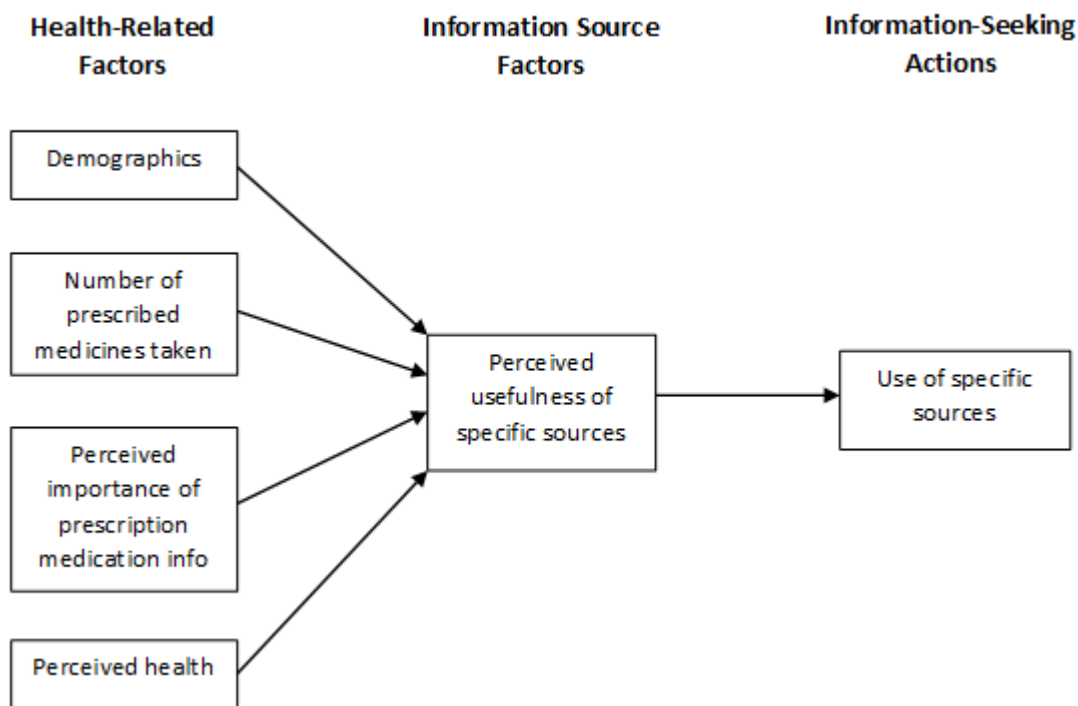 Health-Related
Factors
Information Source
Factors
Information-Seeking
Actions
Demographics
Number of
prescribed
medicines taken
Perceived
importance of
prescription
medication info
Perceived health
Perceived
usefulness of
specific sources
Use of specific
sources